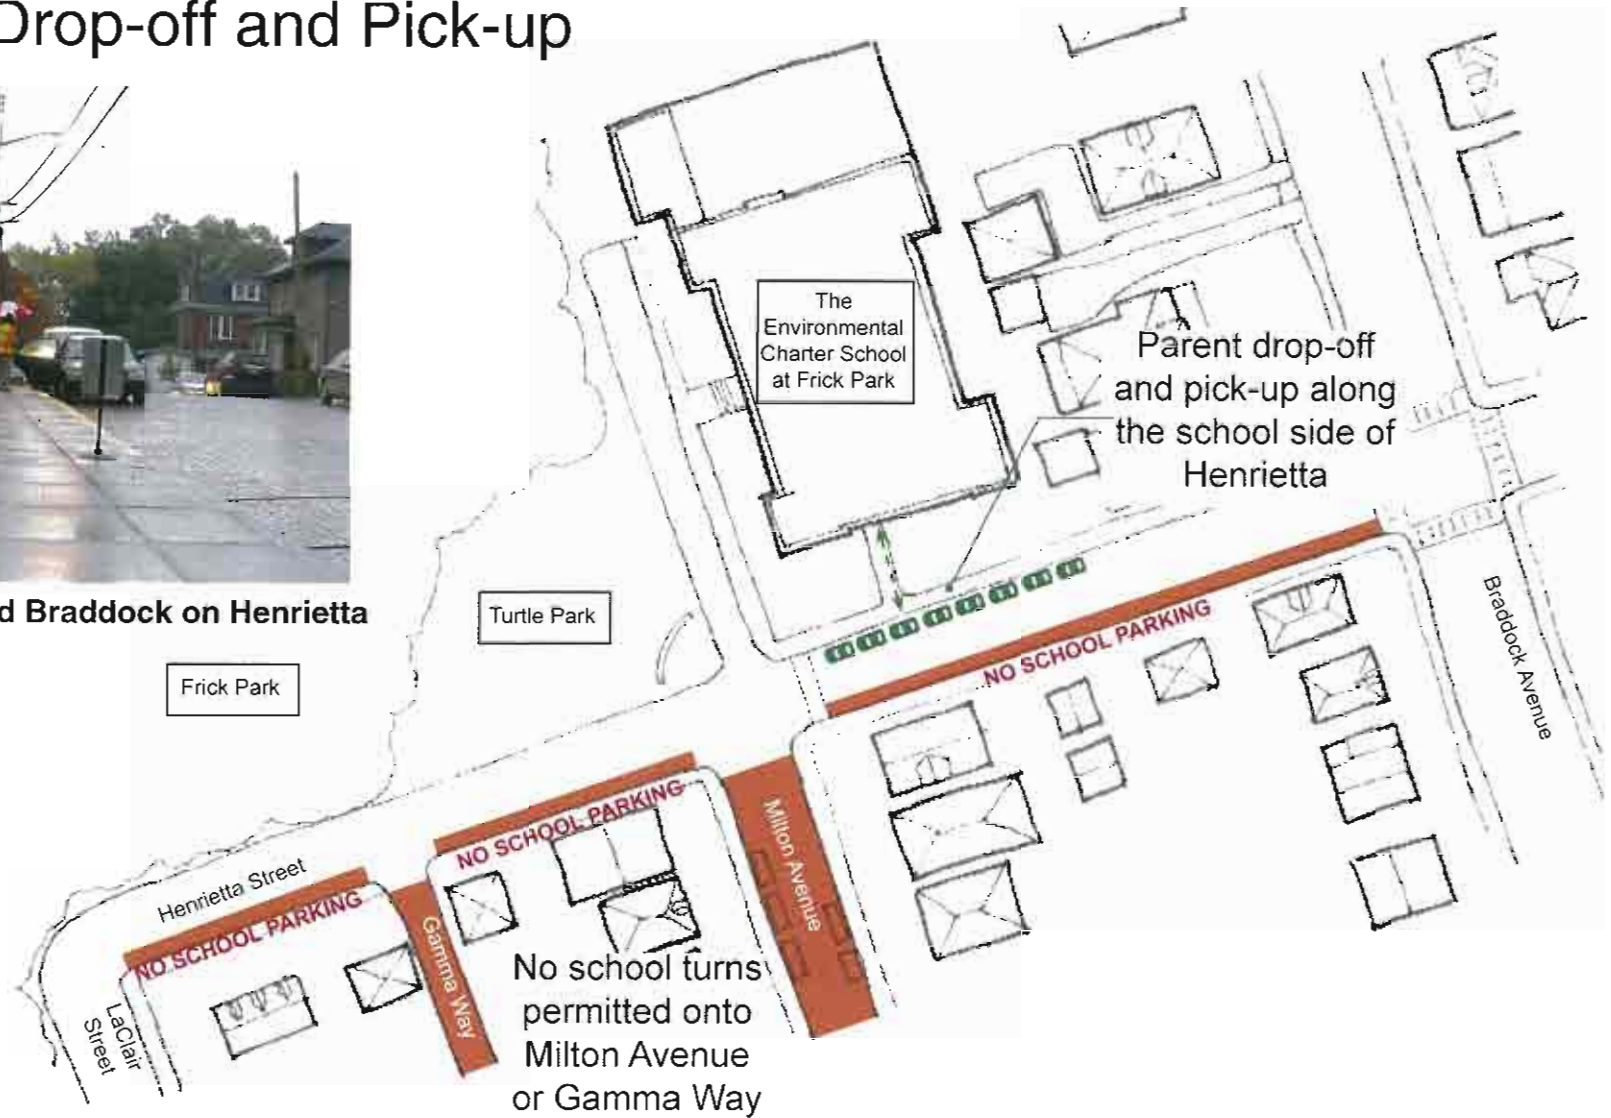 Drop-off and Pick-up
The
Environmental
Charter School
at Frick Park
Parent drop-off
and pick-up along
the school side of
Henrietta
d Braddock on Henrietta
Turtle Park
Frick Park
NO SCHOOL PARKING
Braddock Avenue
NO SCHOOL PARKING
Milton Avenue
Henrietta Street
NO SCHOOL PARKING
Gamma Way
LaClair
Street
No school turns
permitted onto
Milton Avenue
or Gamma Way